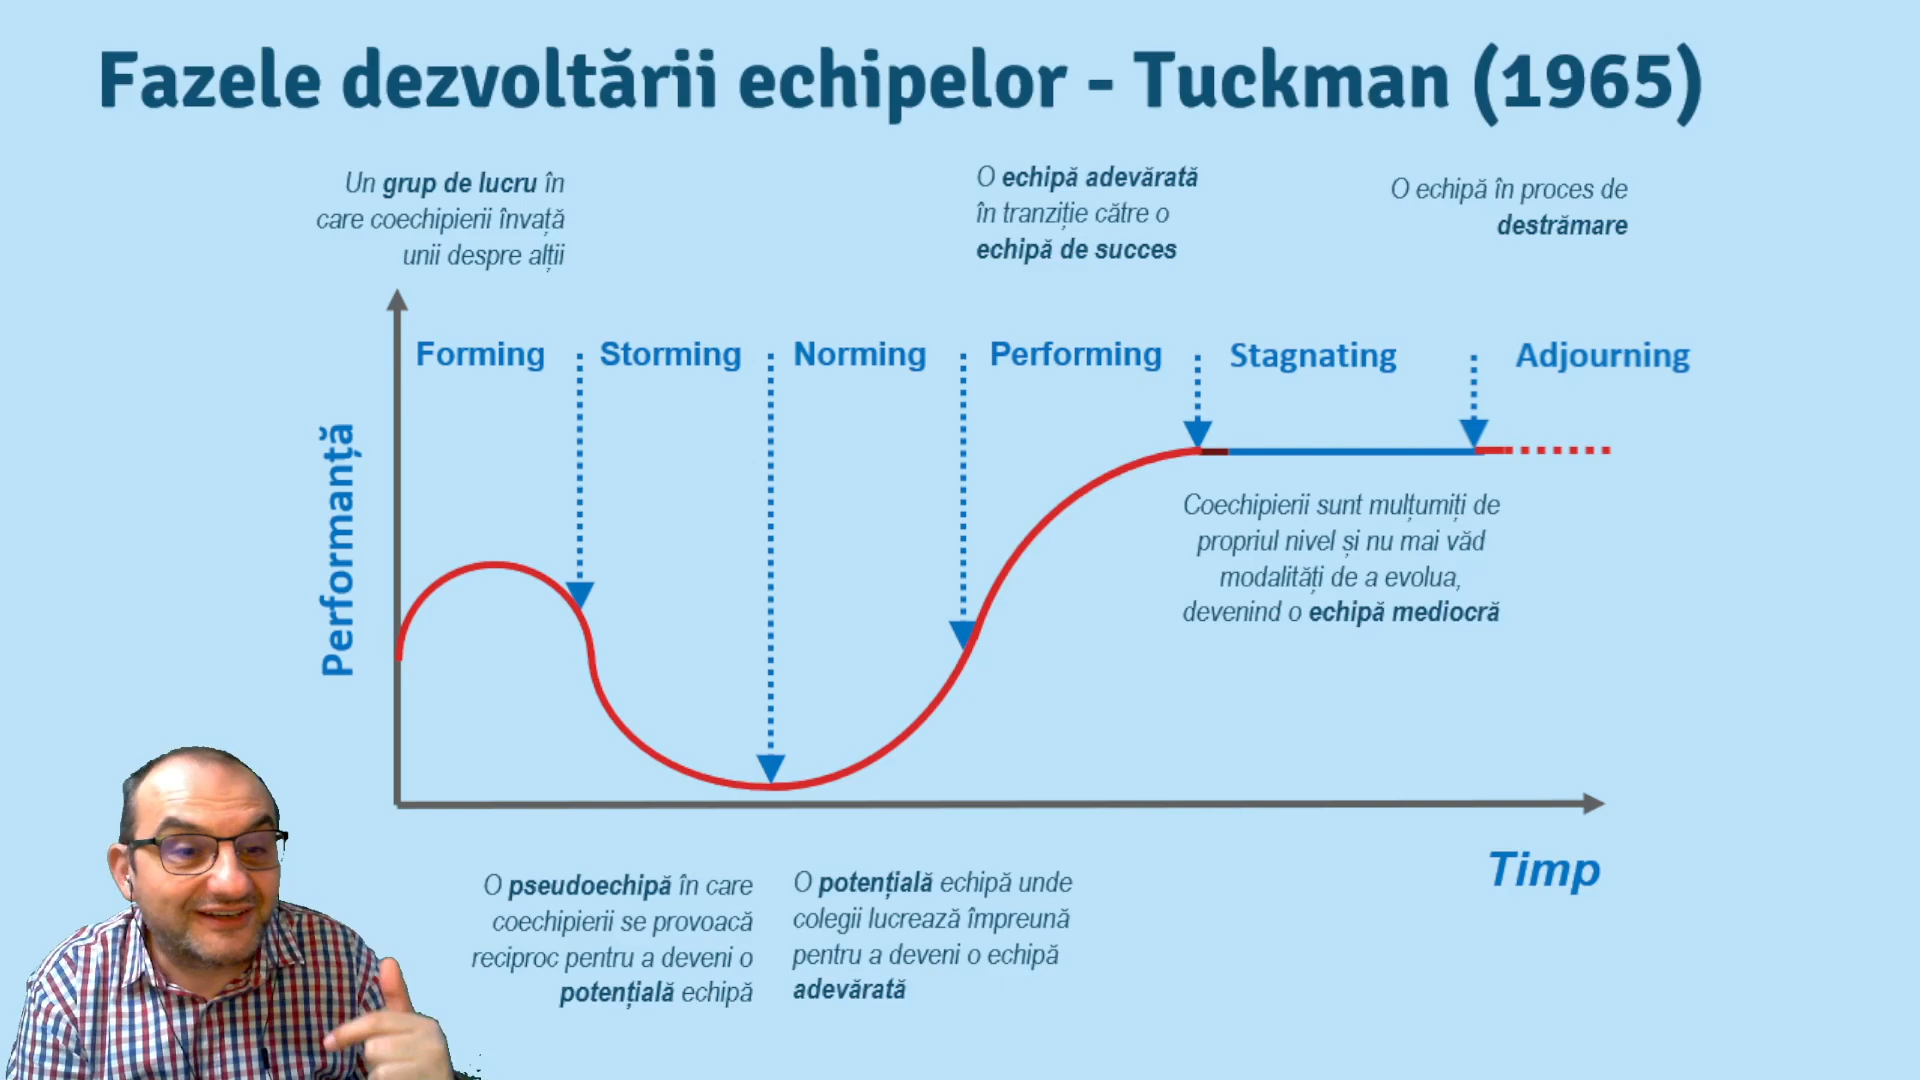 Fazele dezvoltării echipelor - Tuckman (1965)
Un grup de lucru în
care coechipierii învață
unii despre alții
O echipă adevărată
în tranziție către o
echipă de succes
O echipă în proces de
destrămare
Forming
Storming
Norming
Performing
Stagnating
Adjourning
Performanță
Coechipierii sunt mulțumiți de
propriul nivel și nu mai văd
modalități de a evolua,
devenind o echipă mediocră
Timp
O pseudoechipă în care
coechipierii se provoacă
reciproc pentru a deveni o
potențială echipă
O potențială echipă unde
colegii lucrează împreună
pentru a deveni o echipă
adevărată